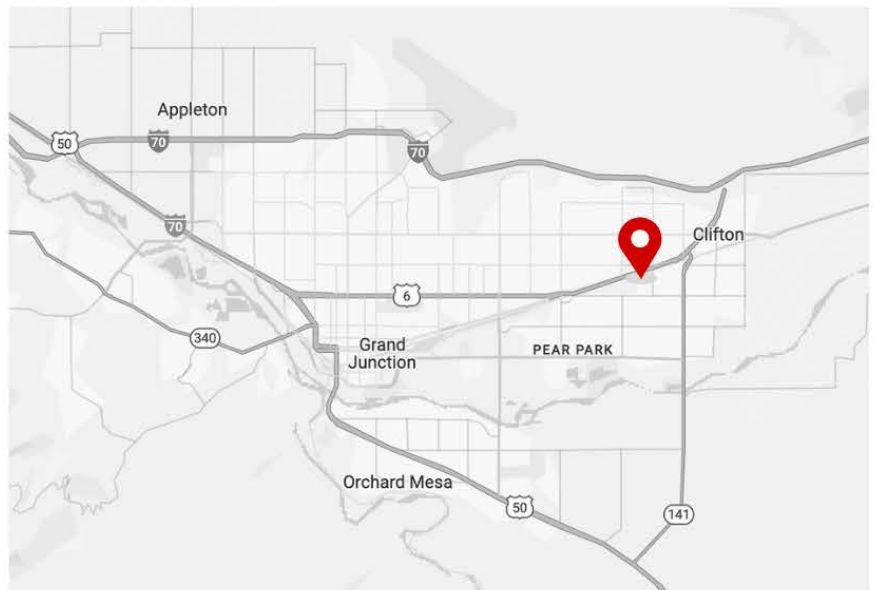 Appleton
50
70
70
70
Clifton
6
340
Grand
Junction
PEAR PARK
Orchard Mesa
50
141